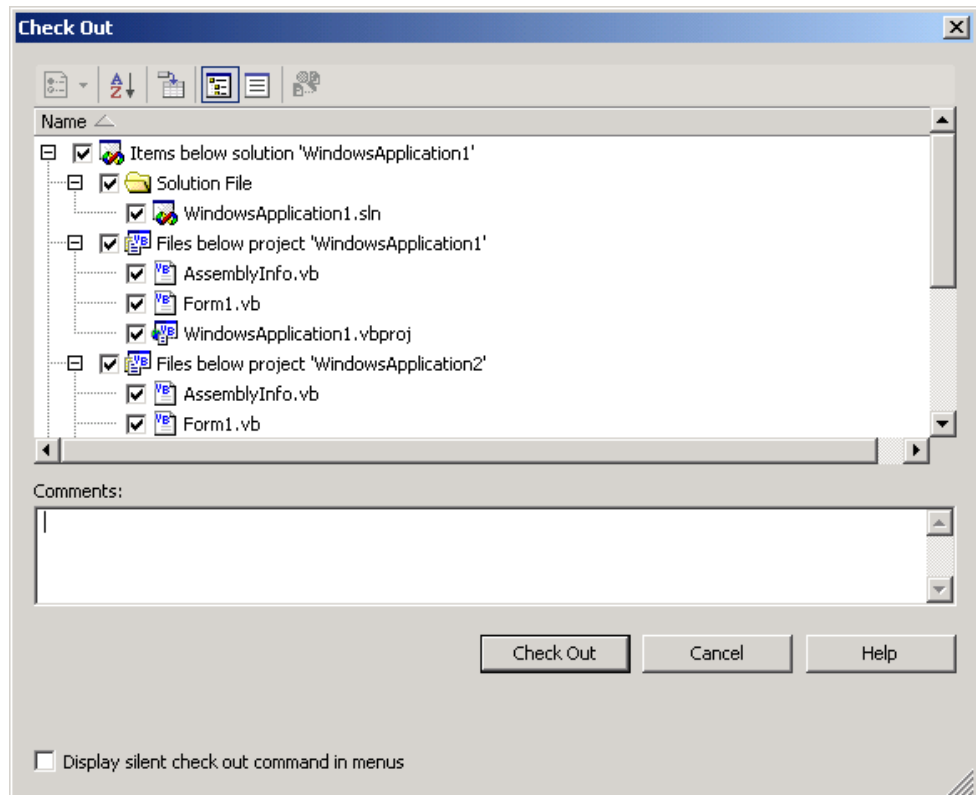 Check Out
Name
Items below solution 'WindowsApplication1'
Solution File
WindowsApplication1.sln
Files below project 'WindowsApplication1'
AssemblyInfo.vb
Form1.vb
WindowsApplication1.vbproj
Files below project 'WindowsApplication2'
AssemblyInfo.vb
Form1.vb
Comments:
Check Out Cancel Help
Display silent check out command in menus